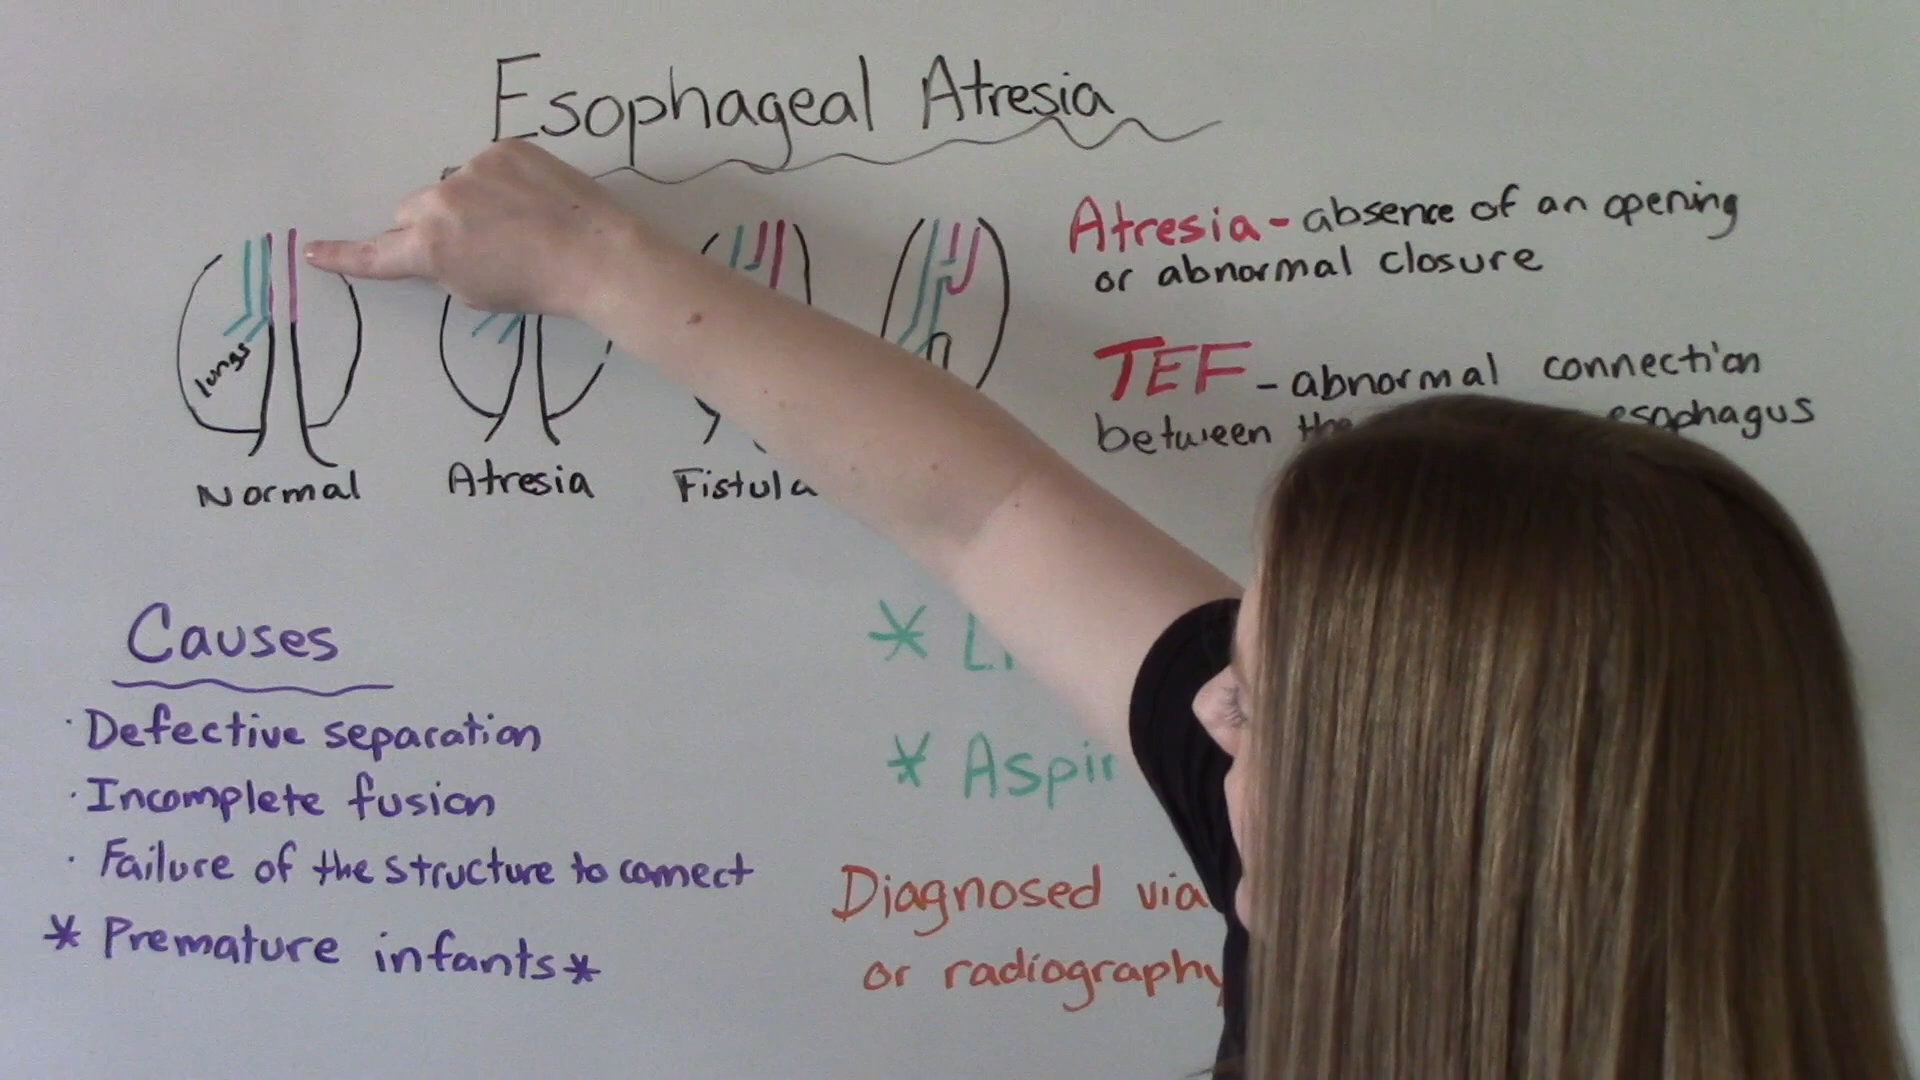 Esophageal Atresia
Atresia - absence of an opening
or abnormal closure
TEF - abnormal connection
between the esophagus
lungs
Normal
Atresia
Fistula
Causes
· Defective separation
· Incomplete fusion
· Failure of the structure to connect
* Premature infants *
*
*
Diagnosed via
or radiography